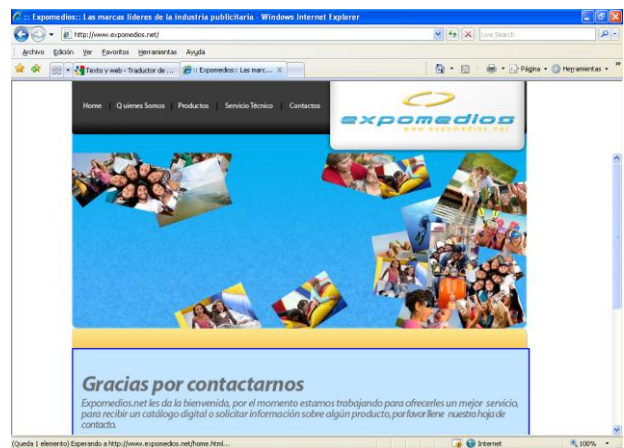 :: Expomedios:: Las marcas lideres de la industria publicitaria - Windows Internet Explorer
http://www.expomedios.net/
Live Search
Archivo Edición Ver Favoritos Herramientas Ayuda
Texto y web - Traductor de ...
:: Expomedios:: Las marc... X
Página
Herramientas
Home | Quienes Somos | Productos | Servicio Técnico | Contactos
expomedios
www.expomedios.net
Gracias por contactarnos
Expomedios.net les da la bienvenida, por el momento estamos trabajando para ofrecerles un mejor servicio,
para recibir un catálogo digital o solicitar información sobre algún producto, por favor llene nuestra hoja de
contacto.
(Queda 1 elemento) Esperando a http://www.expomedios.net/home.html...
Internet
100%